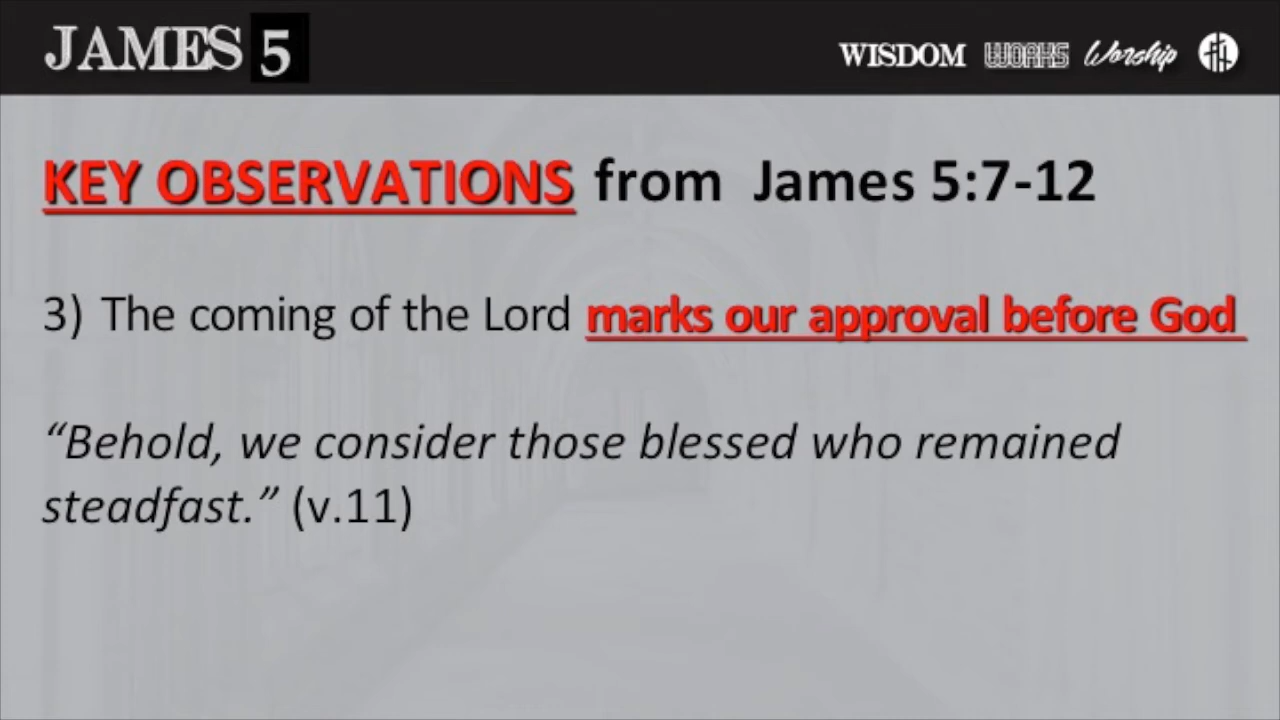 JAMES 5
WISDOM WORKS Worship
KEY OBSERVATIONS from James 5:7-12
3) The coming of the Lord marks our approval before God
“Behold, we consider those blessed who remained
steadfast.” (v.11)